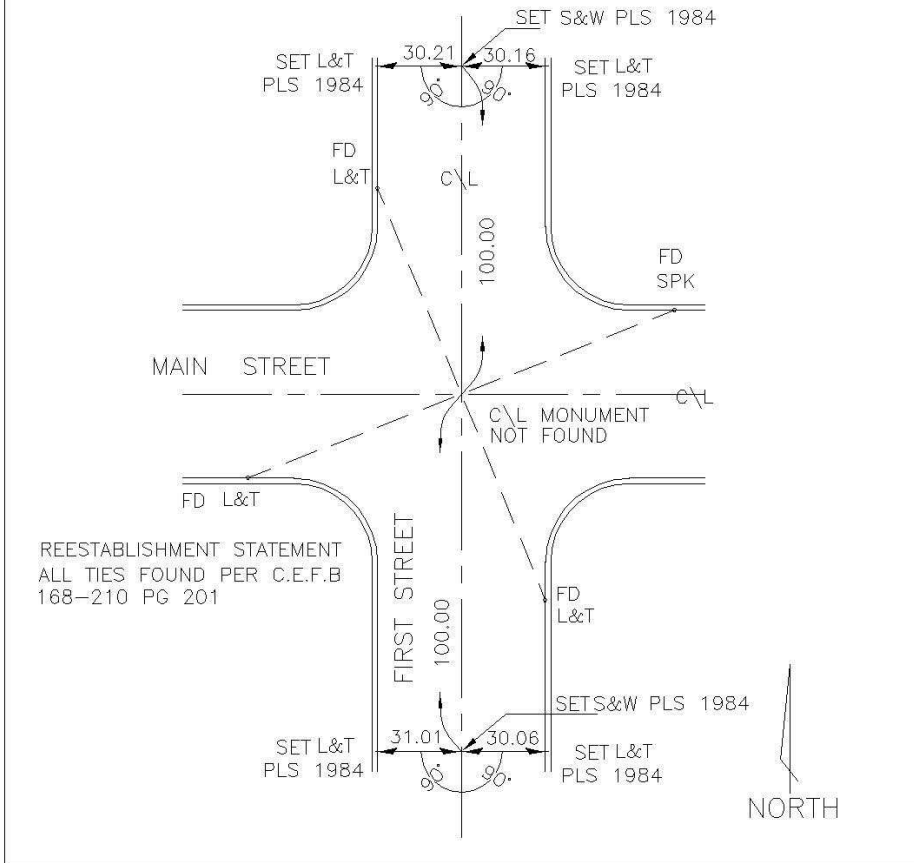 SET S&W PLS 1984
SET L&T
PLS 1984
30.21
30.16
SET L&T
PLS 1984
90°
90°
FD
L&T
C\L
100.00
FD
SPK
MAIN STREET
C\L
C\L MONUMENT
NOT FOUND
FD L&T
REESTABLISHMENT STATEMENT
ALL TIES FOUND PER C.E.F.B
168-210 PG 201
FIRST STREET
100.00
FD
L&T
SET S&W PLS 1984
SET L&T
PLS 1984
31.01
30.06
SET L&T
PLS 1984
90°
90°
NORTH